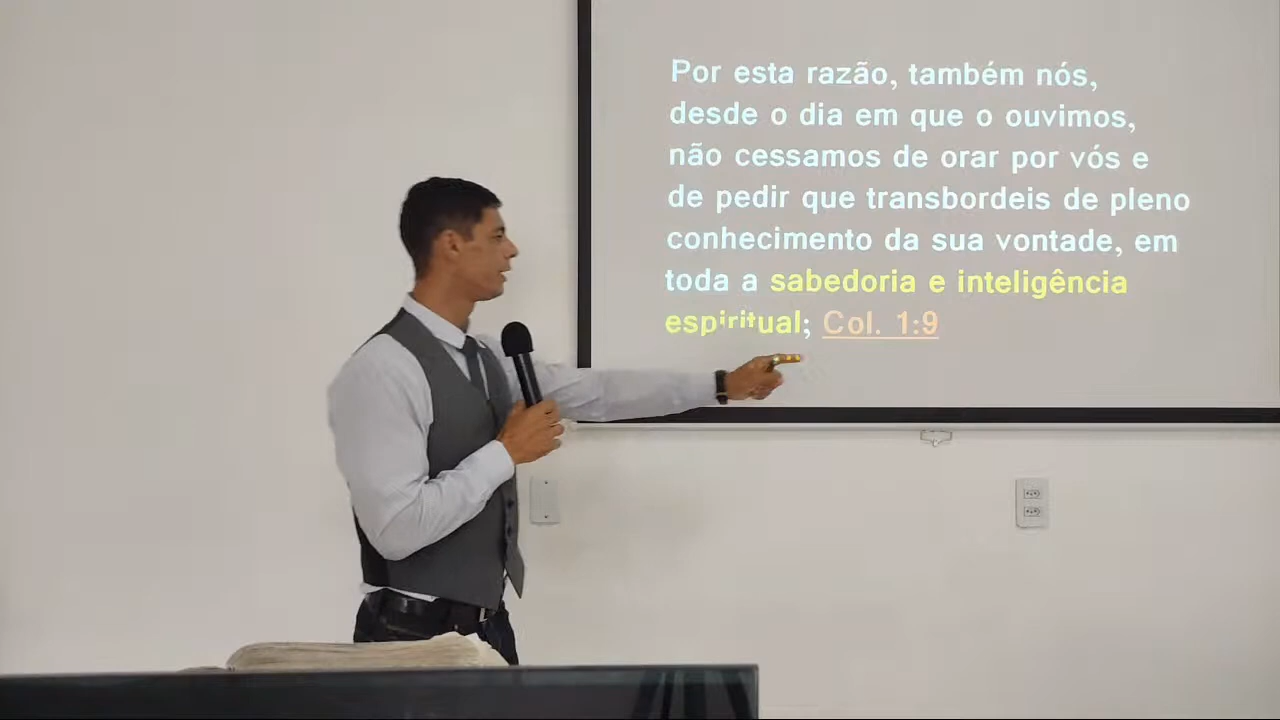 Por esta razão, também nós,
desde o dia em que o ouvimos,
não cessamos de orar por vós e
de pedir que transbordeis de pleno
conhecimento da sua vontade, em
toda a sabedoria e inteligência
espiritual; Col. 1:9